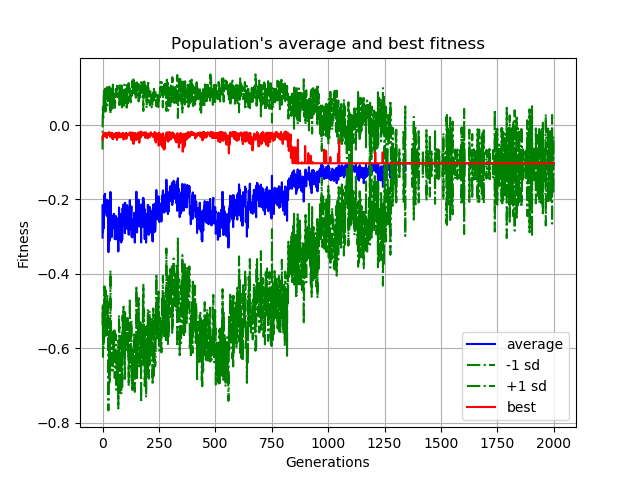 Population's average and best fitness
0.0
−0.2
−0.4
−0.6
−0.8
Fitness
0
250
500
750
1000
1250
1500
1750
2000
Generations
average
-1 sd
+1 sd
best